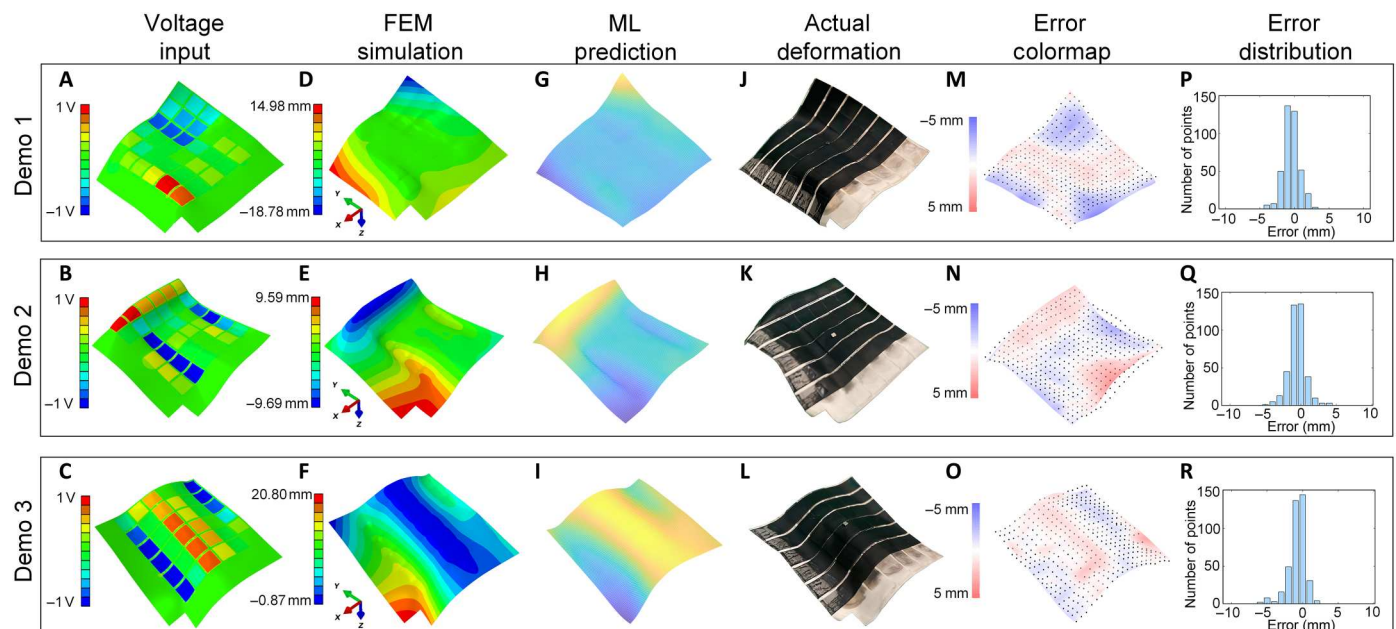 Voltage input
FEM simulation
ML prediction
Actual deformation
Error colormap
Error distribution
Demo 1
A
1 V
–1 V
D
14.98 mm
–18.78 mm
Y
X
Z
G
J
M
–5 mm
5 mm
P
Number of points
150
100
50
0
–10
–5
0
5
10
Error (mm)
Demo 2
B
1 V
–1 V
E
9.59 mm
–9.69 mm
Y
X
Z
H
K
N
–5 mm
5 mm
Q
Number of points
150
100
50
0
–10
–5
0
5
10
Error (mm)
Demo 3
C
1 V
–1 V
F
20.80 mm
–0.87 mm
Y
X
Z
I
L
O
–5 mm
5 mm
R
Number of points
150
100
50
0
–10
–5
0
5
10
Error (mm)